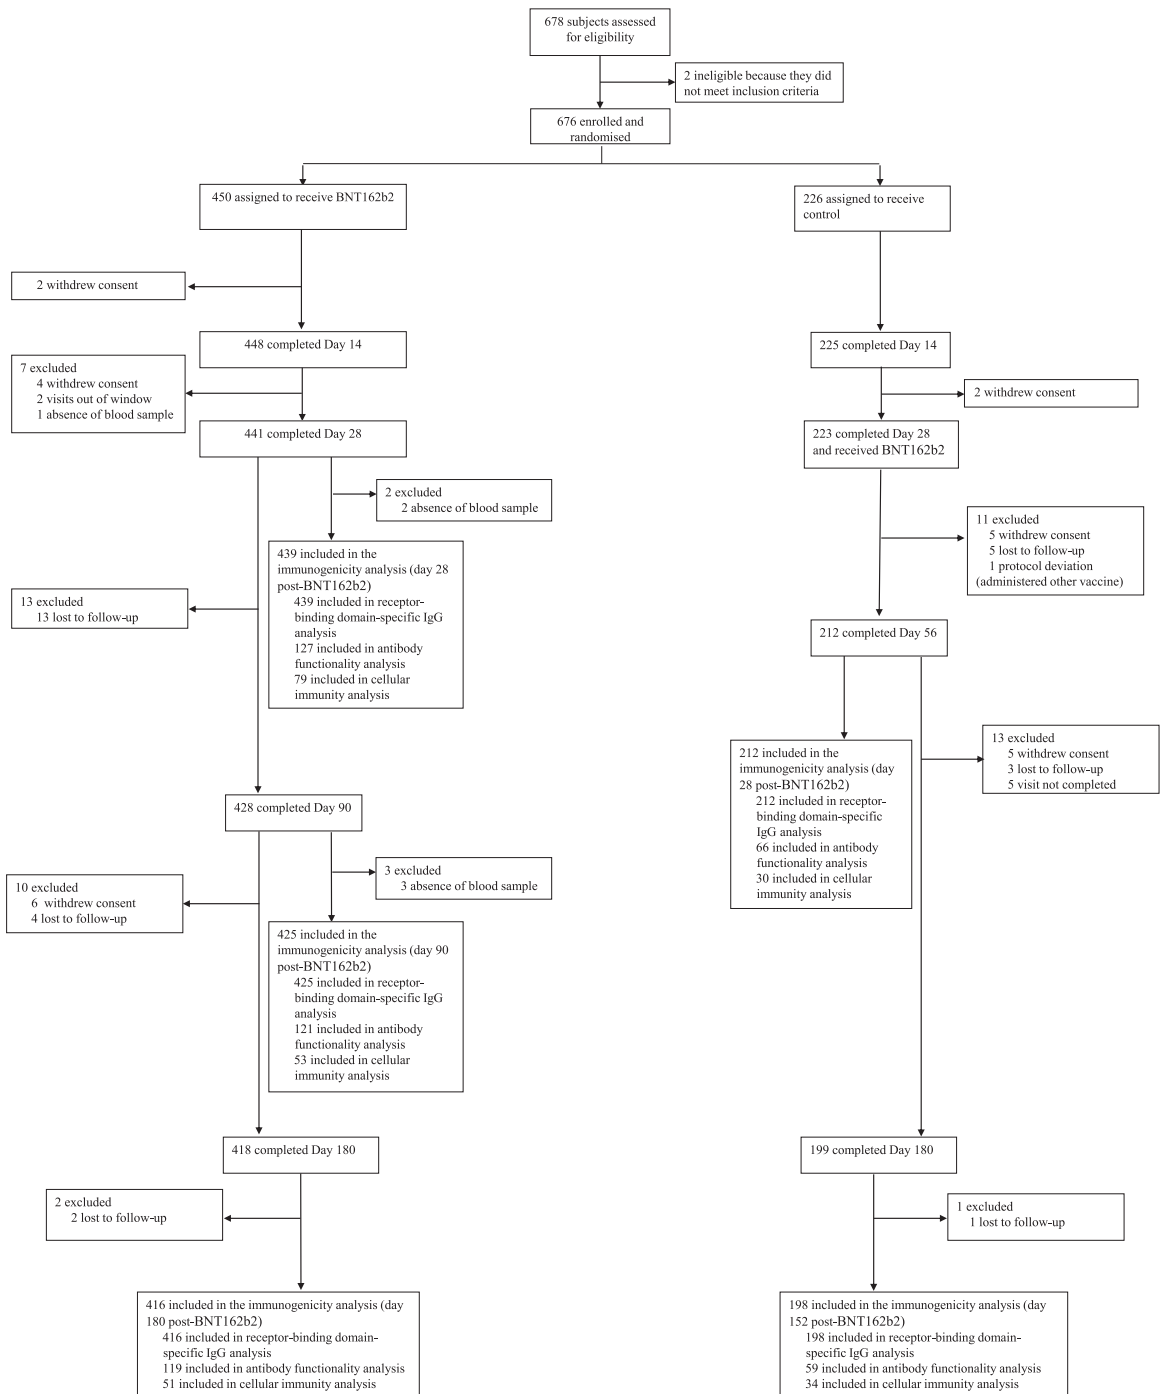 678 subjects assessed
for eligibility
2 ineligible because they did
not meet inclusion criteria
676 enrolled and
randomised
450 assigned to receive BNT162b2
226 assigned to receive
control
2 withdrew consent
448 completed Day 14
225 completed Day 14
7 excluded
4 withdrew consent
2 visits out of window
1 absence of blood sample
2 withdrew consent
441 completed Day 28
223 completed Day 28
and received BNT162b2
2 excluded
2 absence of blood sample
11 excluded
5 withdrew consent
5 lost to follow-up
1 protocol deviation
(administered other vaccine)
439 included in the
immunogenicity analysis (day 28
post-BNT162b2)
439 included in receptor-
binding domain-specific IgG
analysis
127 included in antibody
functionality analysis
79 included in cellular
immunity analysis
13 excluded
13 lost to follow-up
212 completed Day 56
212 included in the
immunogenicity analysis (day
28 post-BNT162b2)
212 included in receptor-
binding domain-specific
IgG analysis
66 included in antibody
functionality analysis
30 included in cellular
immunity analysis
13 excluded
5 withdrew consent
3 lost to follow-up
5 visit not completed
428 completed Day 90
3 excluded
3 absence of blood sample
10 excluded
6 withdrew consent
4 lost to follow-up
425 included in the
immunogenicity analysis (day 90
post-BNT162b2)
425 included in receptor-
binding domain-specific IgG
analysis
121 included in antibody
functionality analysis
53 included in cellular
immunity analysis
418 completed Day 180
199 completed Day 180
2 excluded
2 lost to follow-up
1 excluded
1 lost to follow-up
416 included in the immunogenicity analysis (day
180 post-BNT162b2)
416 included in receptor-binding domain-
specific IgG analysis
119 included in antibody functionality analysis
51 included in cellular immunity analysis
198 included in the immunogenicity analysis (day
152 post-BNT162b2)
198 included in receptor-binding domain-
specific IgG analysis
59 included in antibody functionality analysis
34 included in cellular immunity analysis